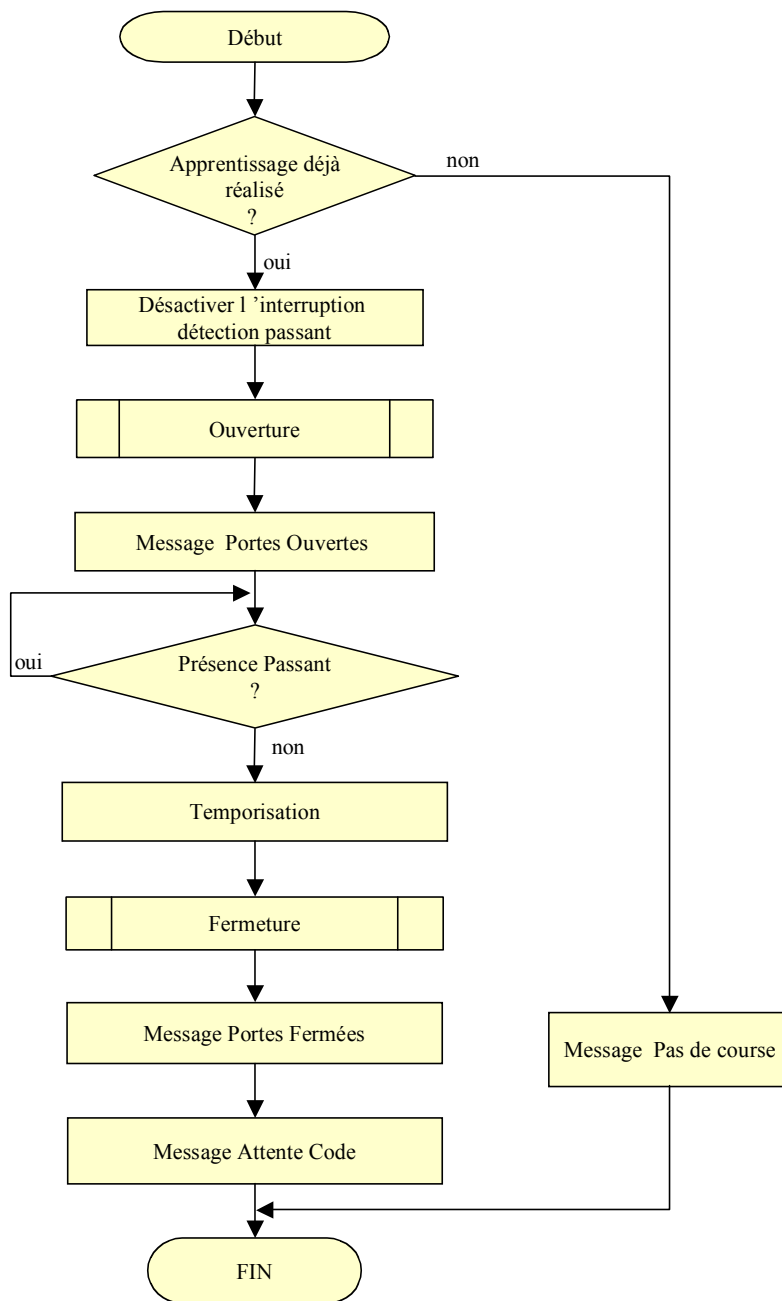 Début
Apprentissage déjà
réalisé
?
non
oui
Désactiver l ’interruption
détection passant
Ouverture
Message  Portes Ouvertes
oui
Présence Passant
?
non
Temporisation
Fermeture
Message Portes Fermées
Message  Pas de course
Message Attente Code
FIN